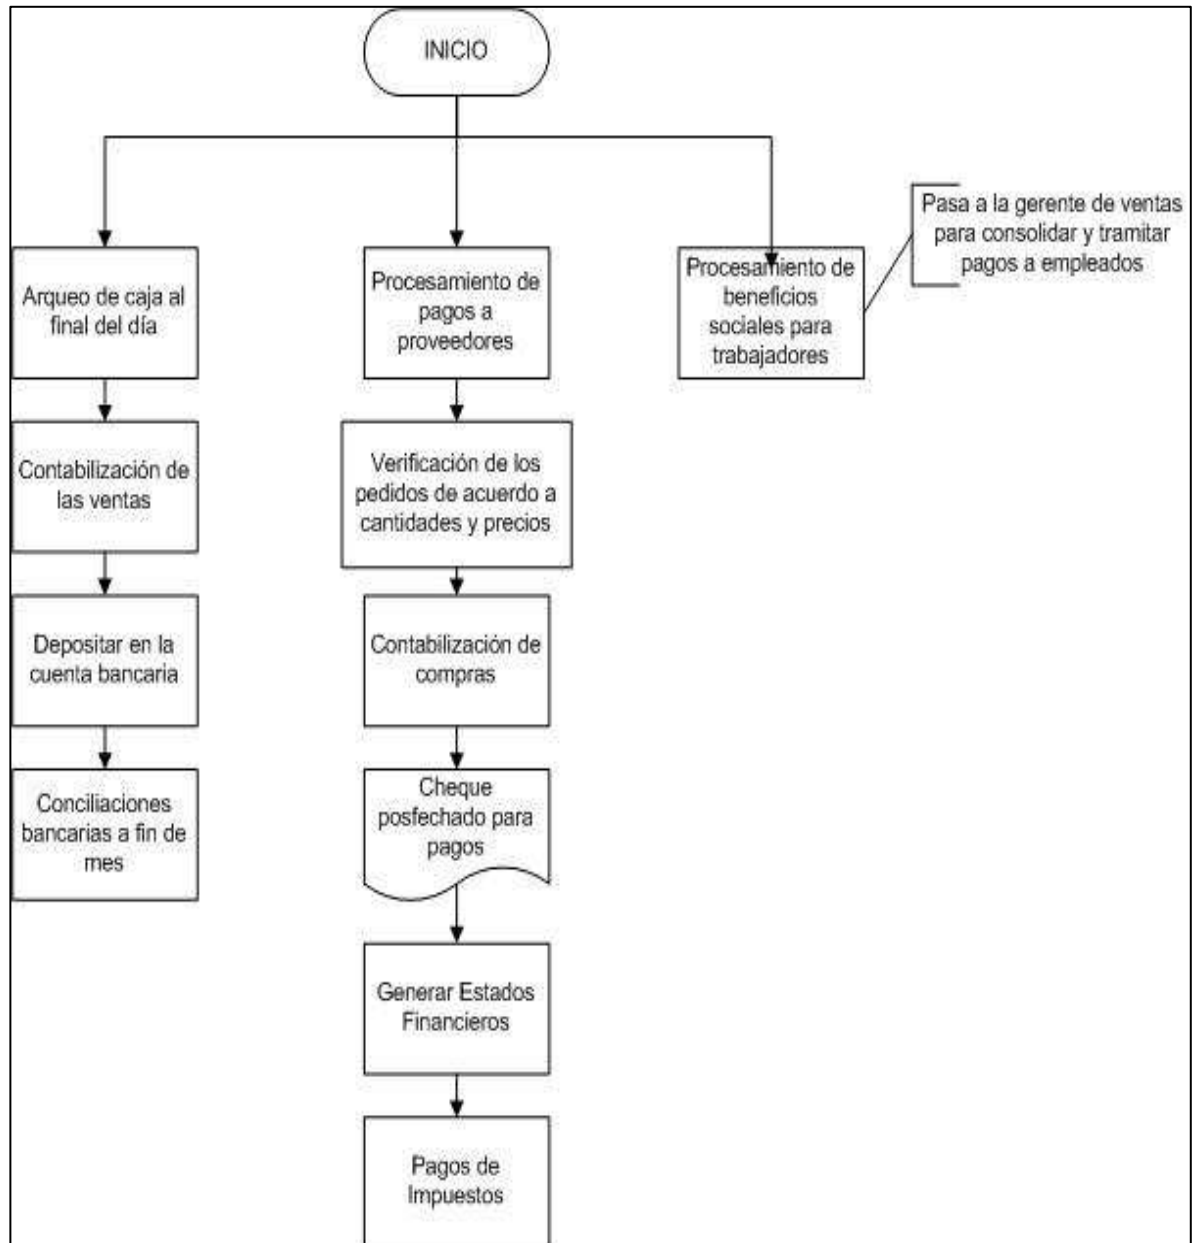 INICIO
Arqueo de caja al
final del día
Contabilización de
las ventas
Depositar en la
cuenta bancaria
Conciliaciones
bancarias a fin de
mes
Procesamiento de
pagos a
proveedores
Verificación de los
pedidos de acuerdo a
cantidades y precios
Contabilización de
compras
Cheque
posfechado para
pagos
Generar Estados
Financieros
Pagos de
Impuestos
Procesamiento de
beneficios
sociales para
trabajadores
Pasa a la gerente de ventas
para consolidar y tramitar
pagos a empleados